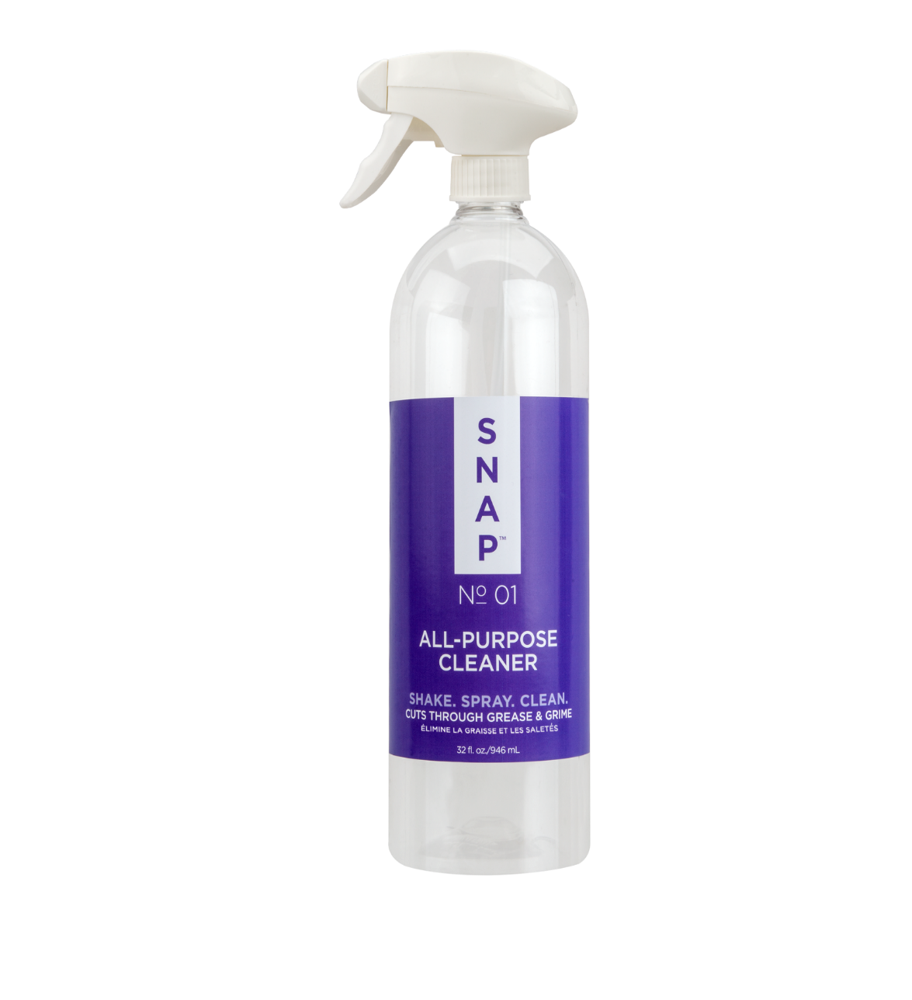 SNAP™
Nº 01
ALL-PURPOSE
CLEANER
SHAKE. SPRAY. CLEAN.
CUTS THROUGH GREASE & GRIME
ÉLIMINE LA GRAISSE ET LES SALETÉS
32 fl. oz./946 mL